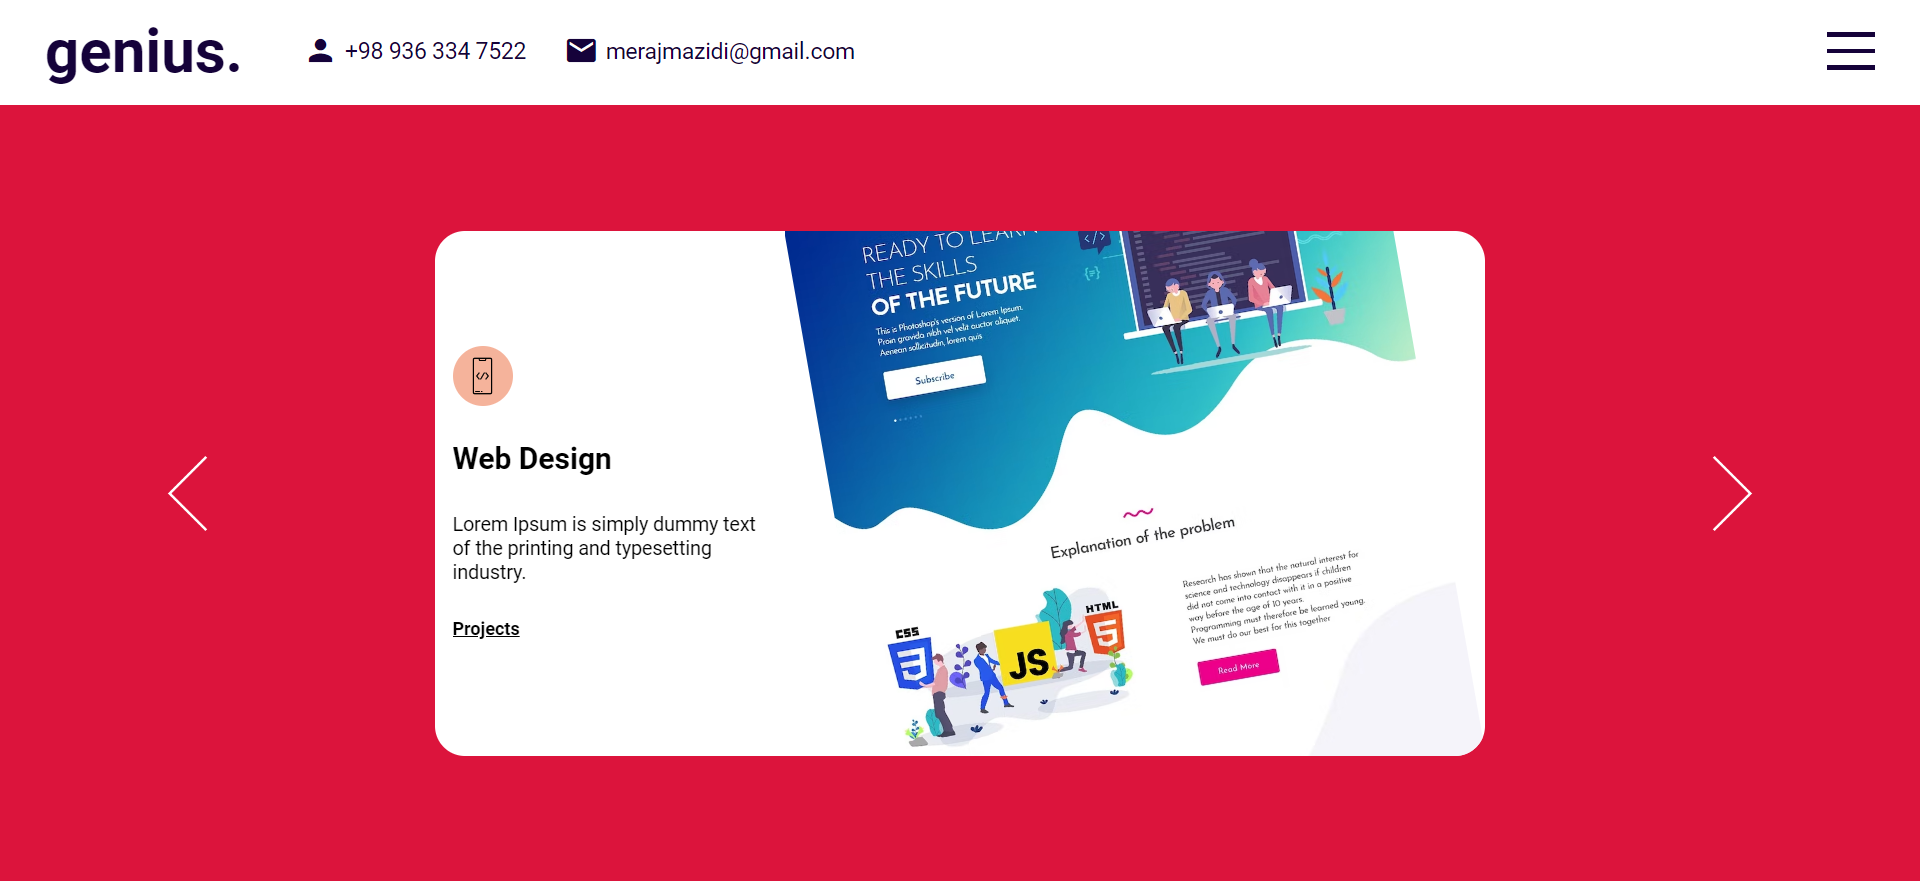 genius.
+98 936 334 7522
merajmazidi@gmail.com
Web Design
Lorem Ipsum is simply dummy text
of the printing and typesetting
industry.
Projects
READY TO LEARN
THE SKILLS
OF THE FUTURE
This is Photoshop's version of Lorem Ipsum.
Proin gravida nibh vel velit auctor aliquet.
Aenean sollicitudin, lorem quis
Subscribe
Explanation of the problem
Research has shown that the natural interest for
science and technology disappears if children
did not come into contact with it in a positive
way before the age of 10 years.
Programming must therefore be learned young.
We must do our best for this together
Read More
CSS
3
JS
HTML
5